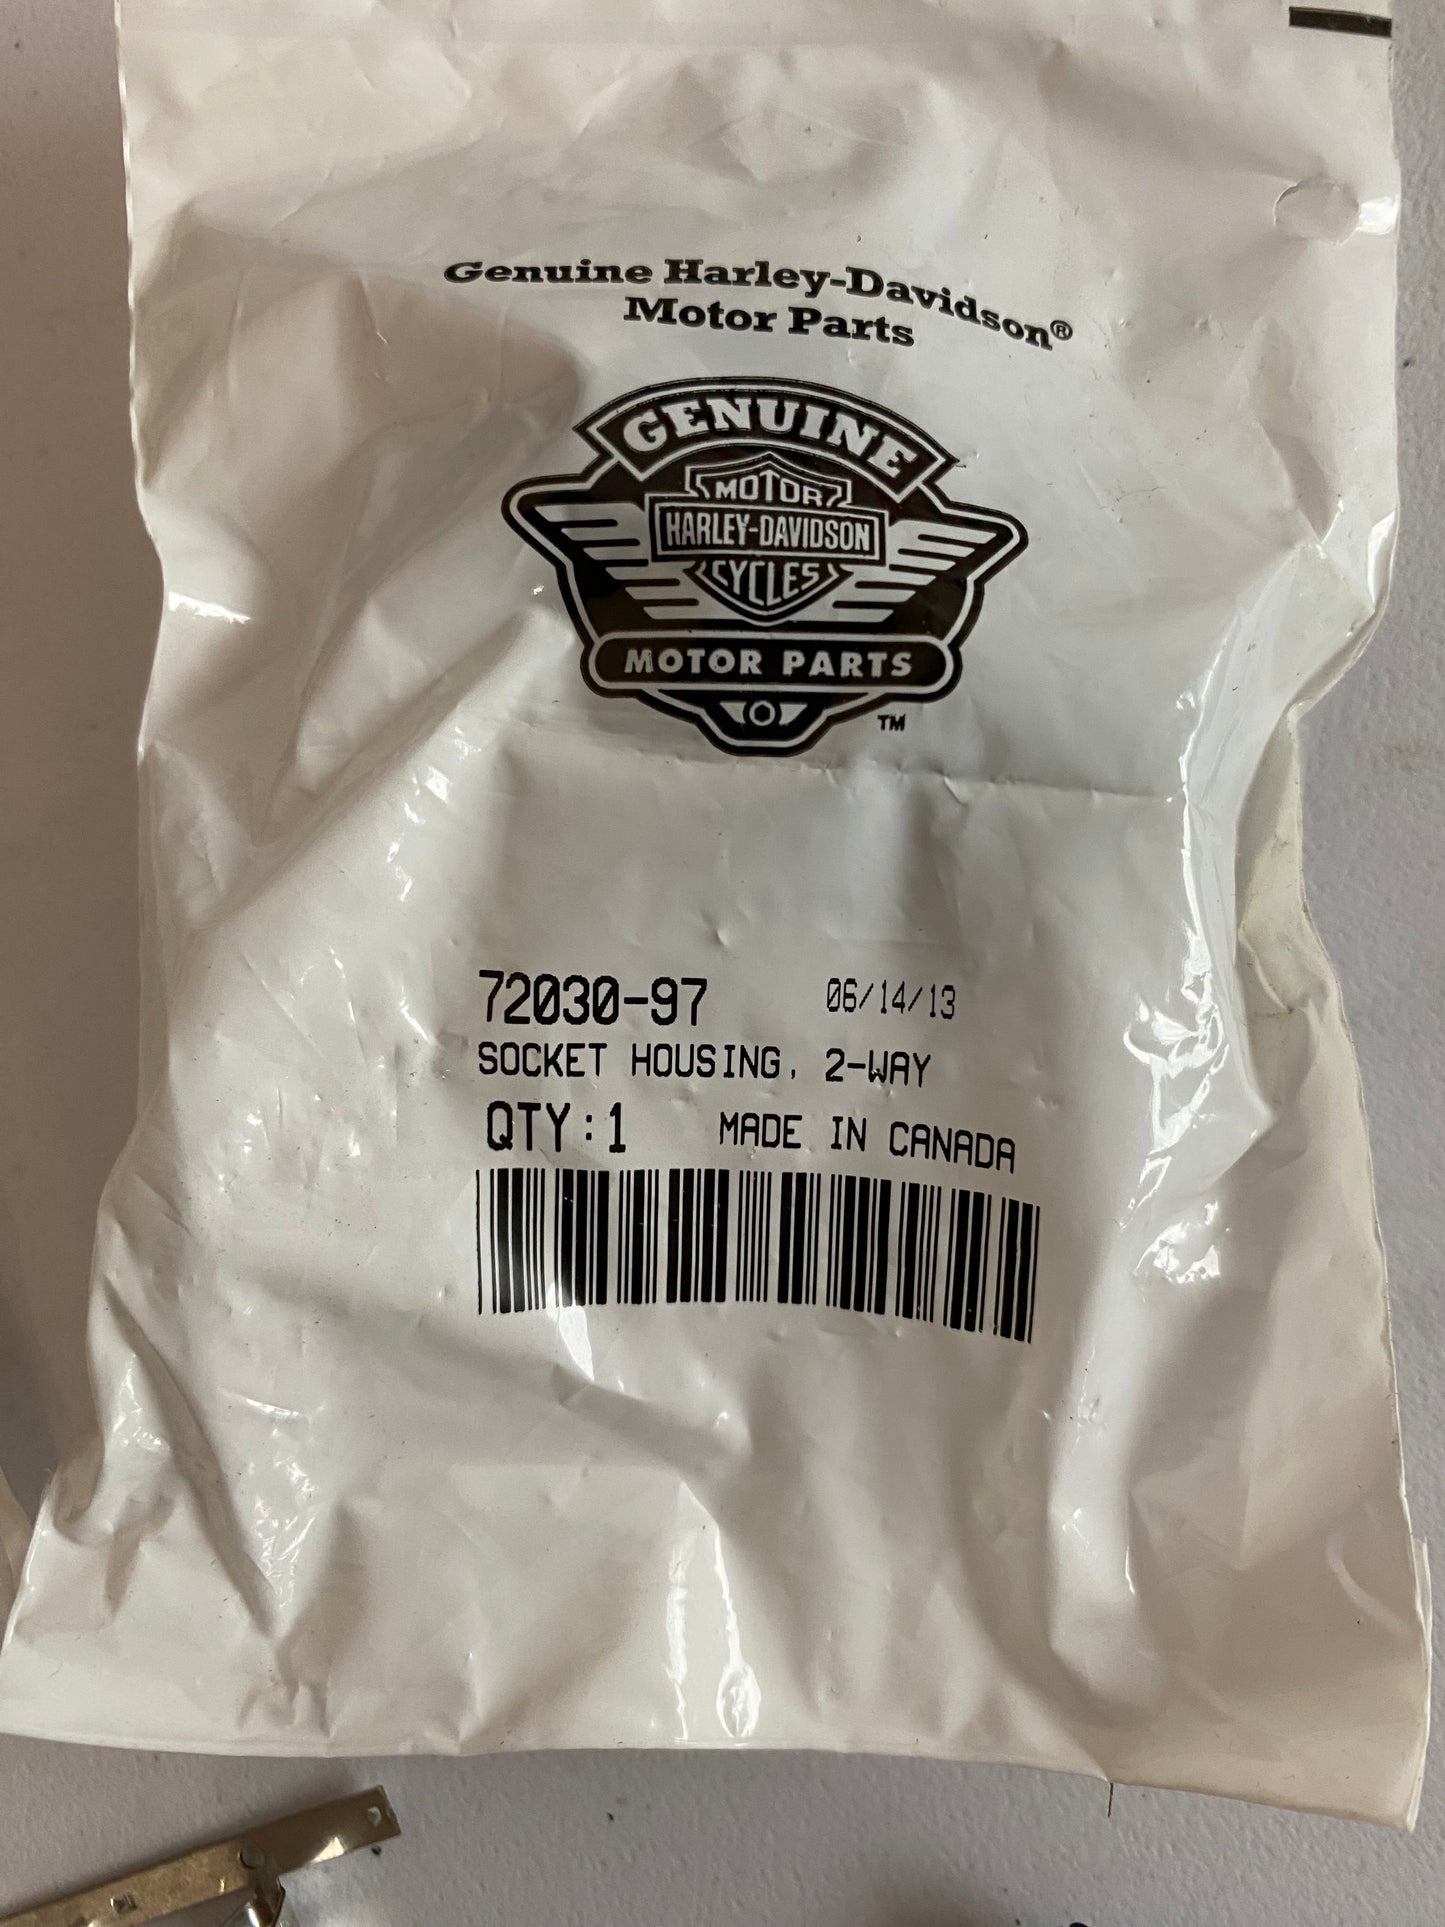 Genuine Harley-Davidson®
Motor Parts
GENUINE
MOTOR
HARLEY-DAVIDSON
CYCLES
MOTOR PARTS
TM
72030-97 06/14/13
SOCKET HOUSING, 2-WAY
QTY:1 MADE IN CANADA